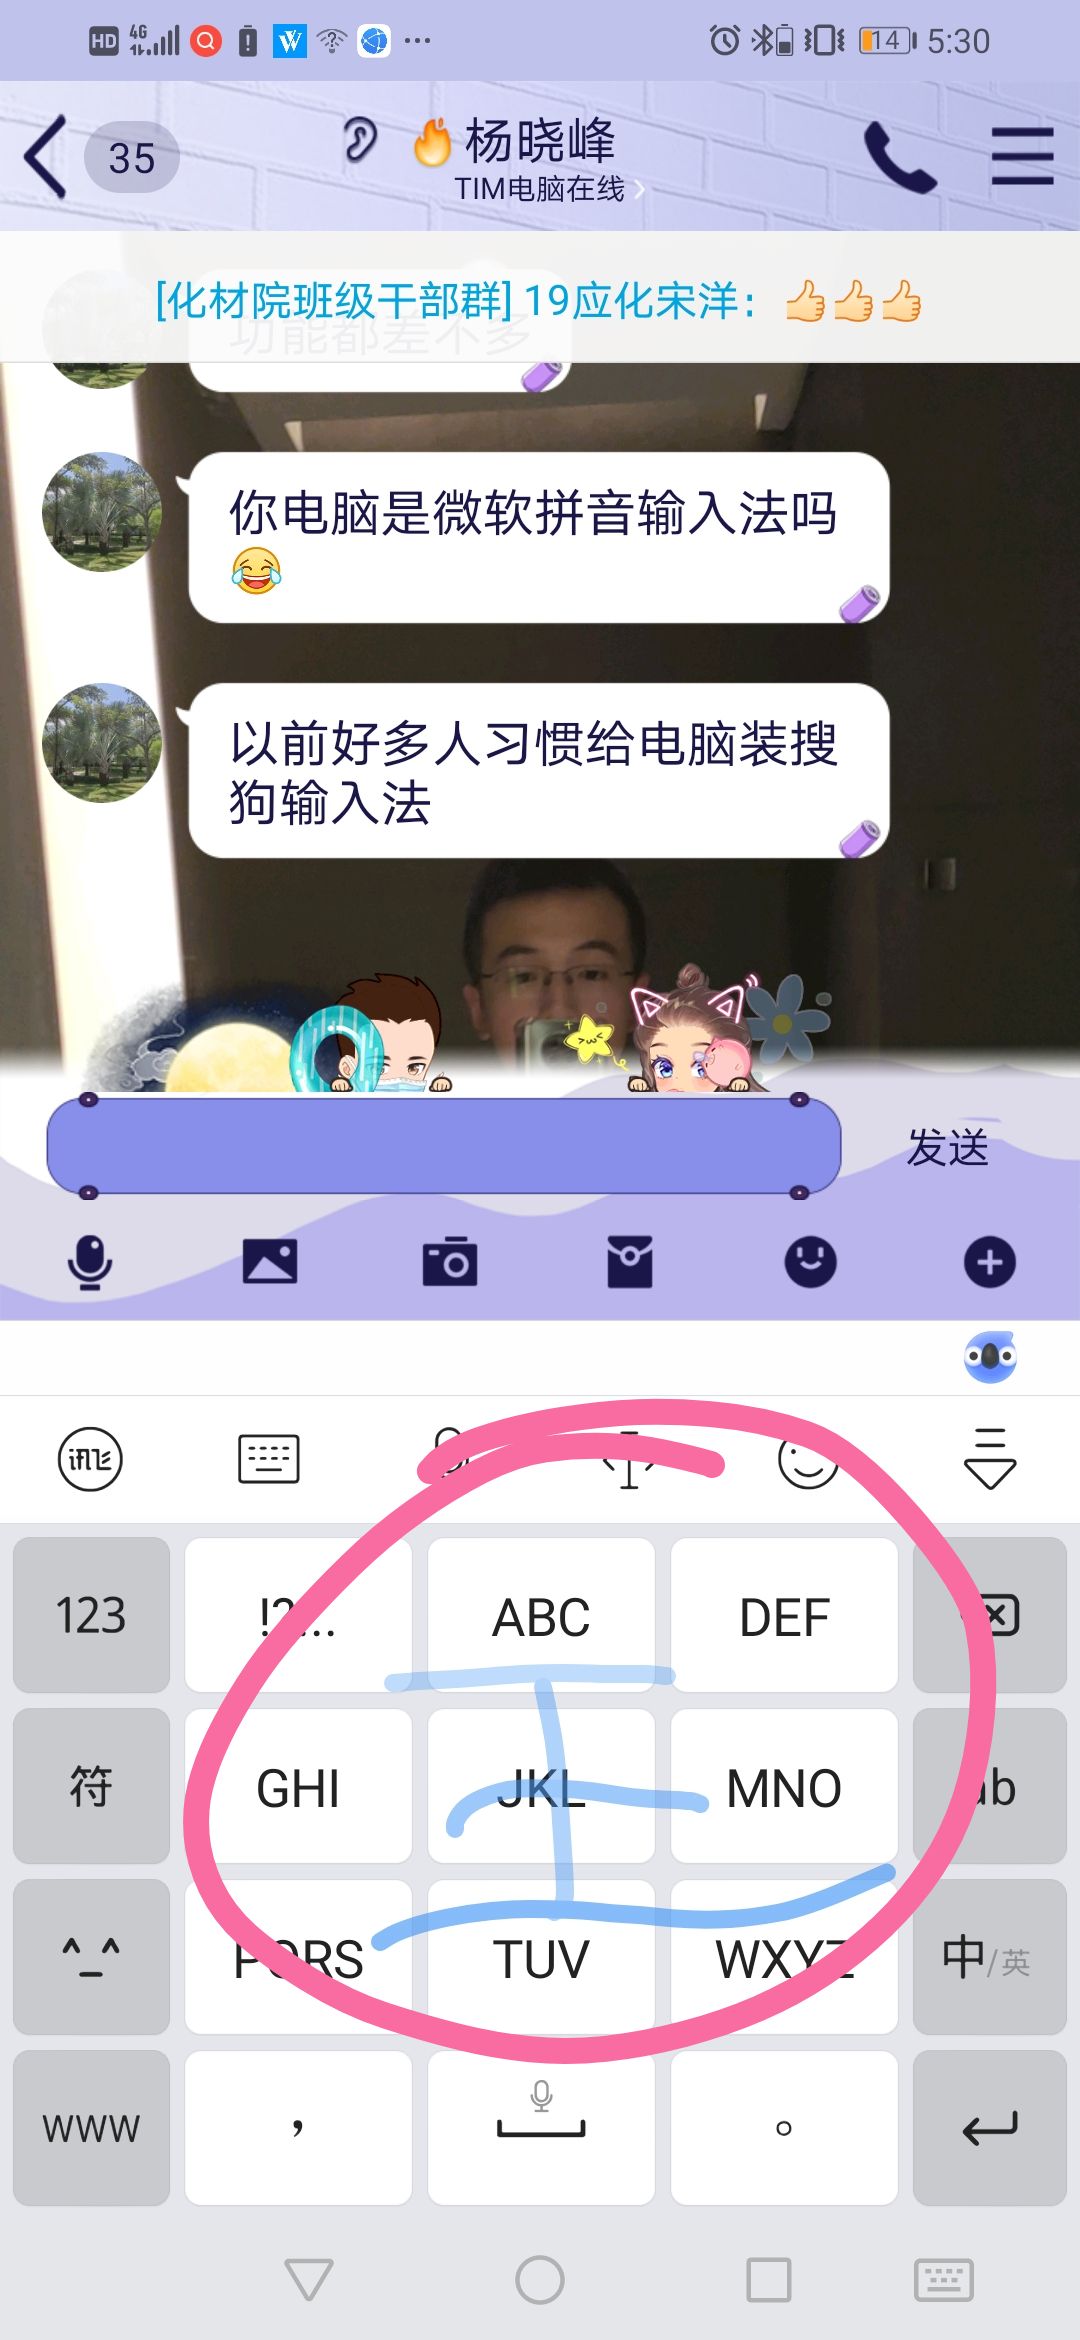 HD 4G 14 5:30
35 杨晓峰
TIM电脑在线
[化材院班级干部群] 19应化宋洋：
功能都差不多
你电脑是微软拼音输入法吗
以前好多人习惯给电脑装搜
狗输入法
发送
123 ABC DEF
符 GHI JKL MNO
^_^ PQRS TUV WXYZ 中/英
王
www ， 。